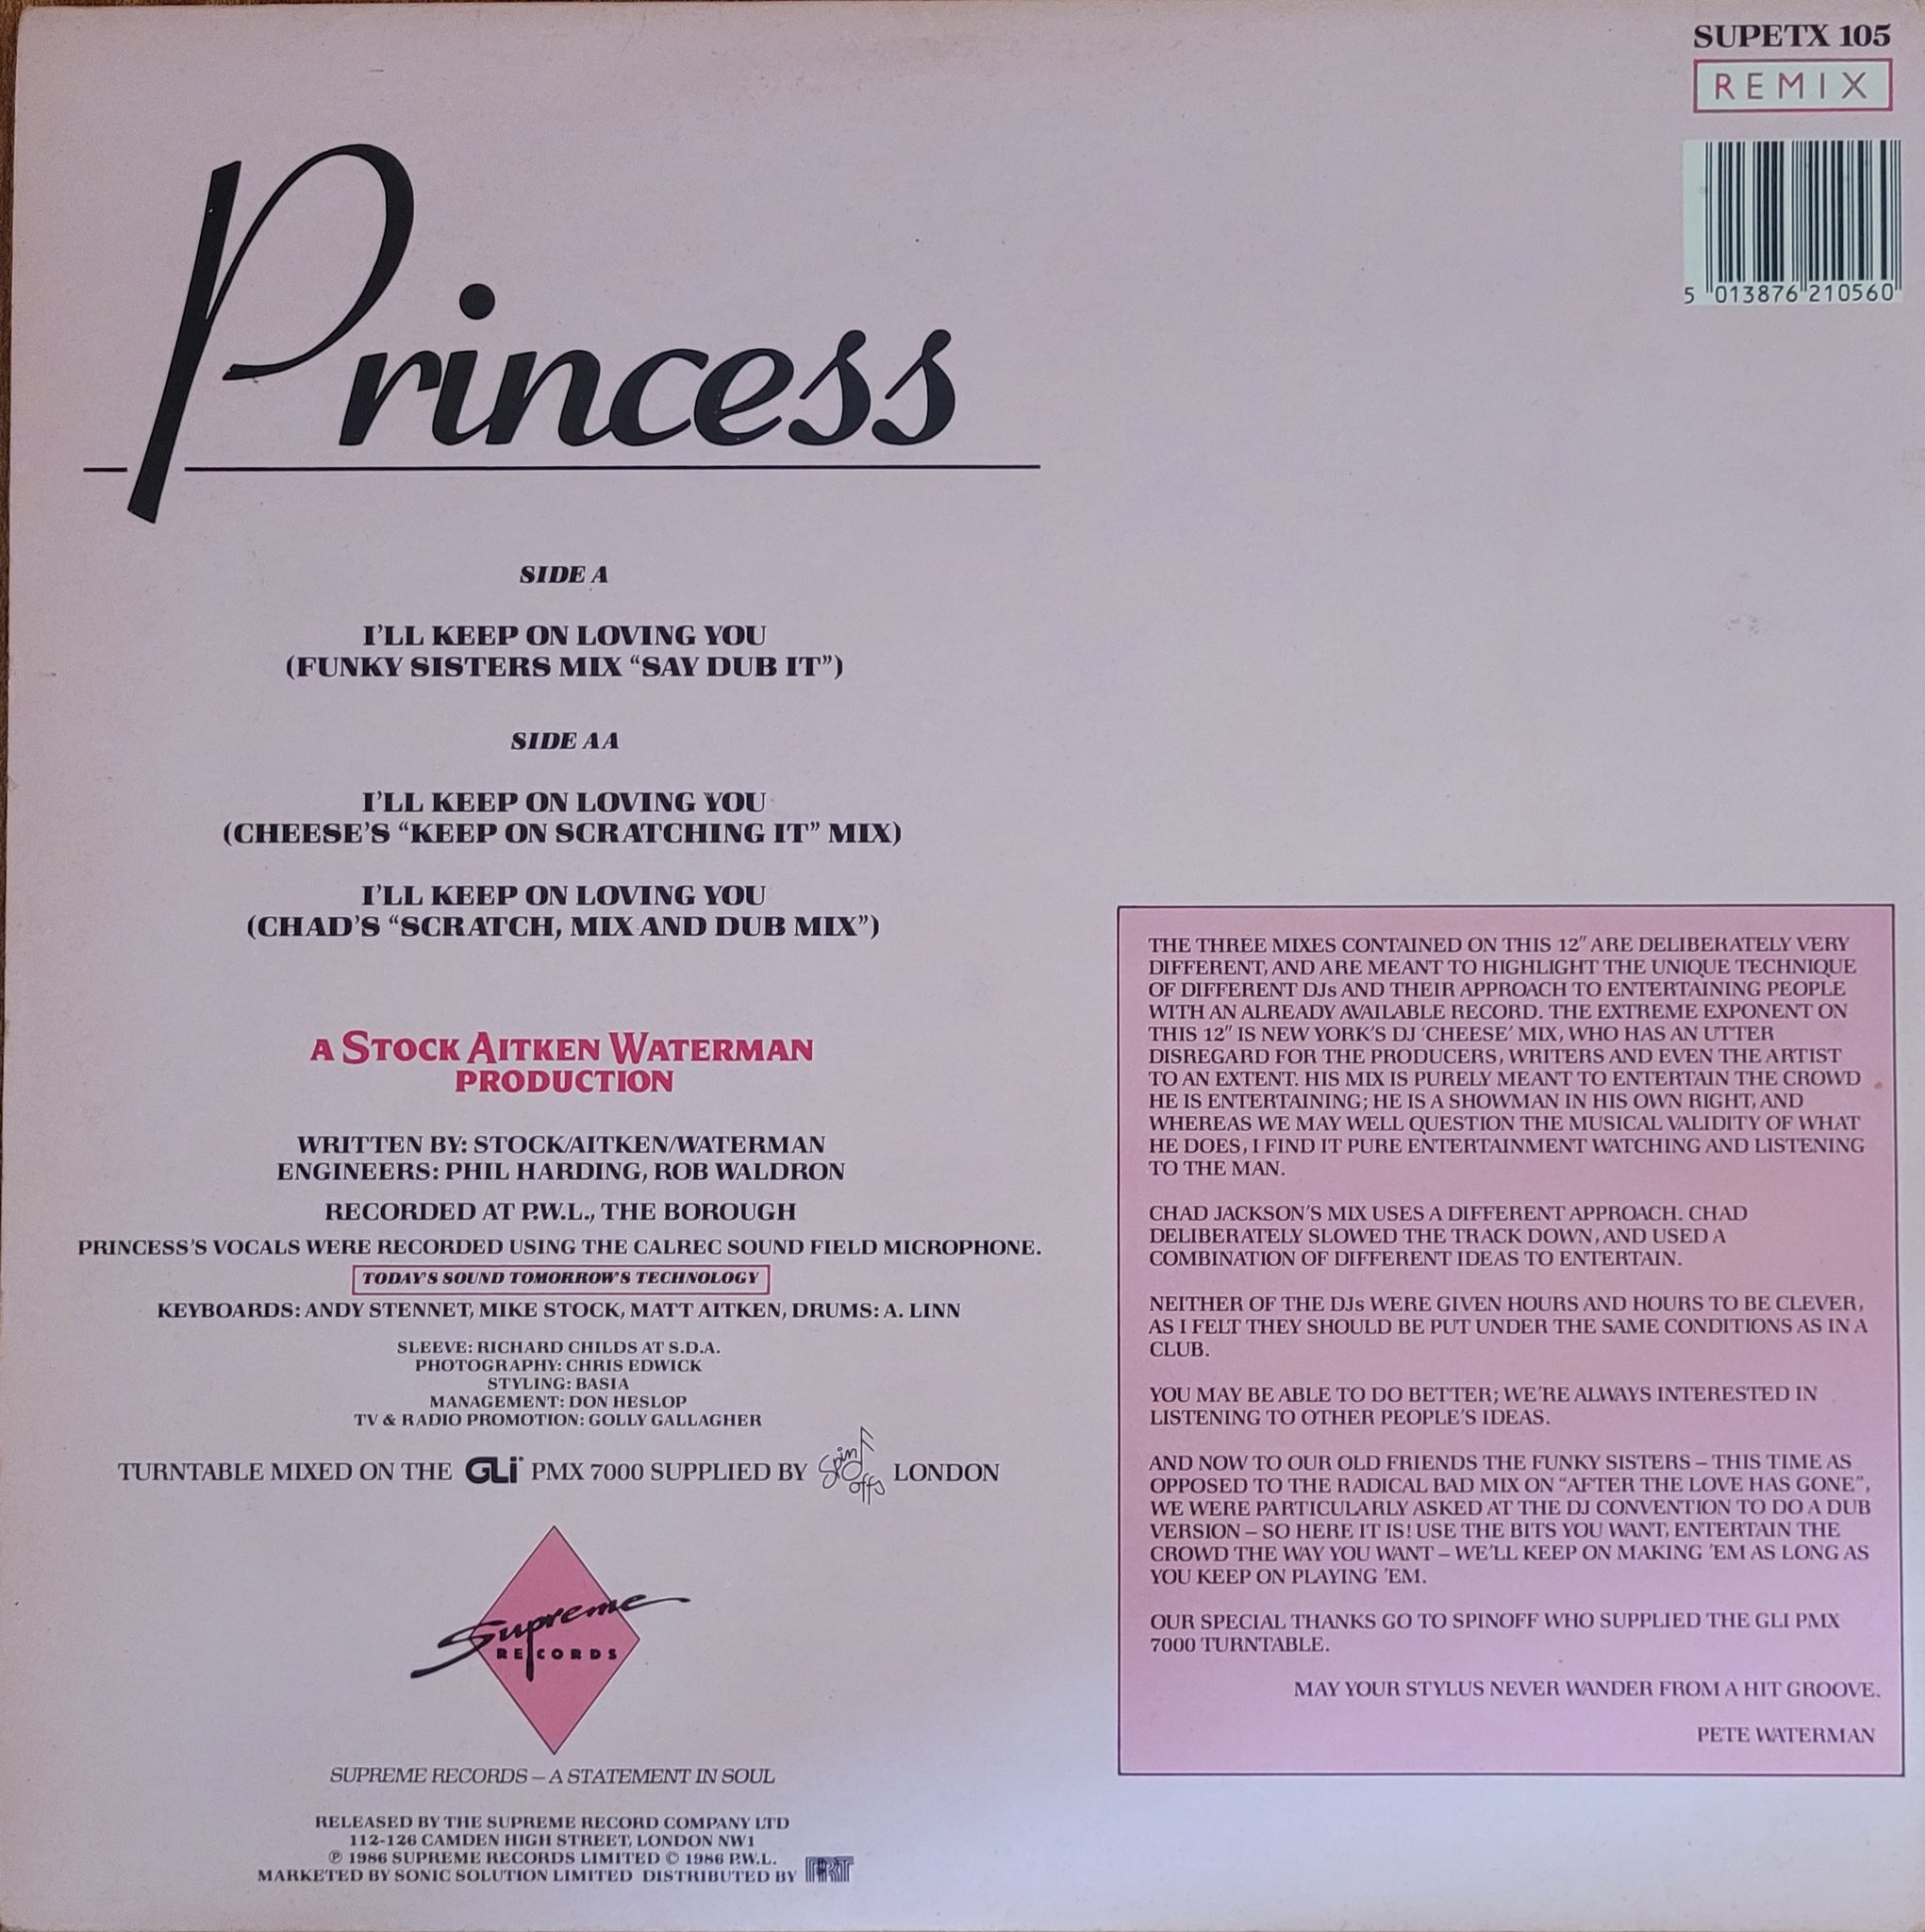 SUPETX 105
REMIX
5 013876 210560
Princess
SIDE A
I'LL KEEP ON LOVING YOU
(FUNKY SISTERS MIX “SAY DUB IT”)
SIDE AA
I'LL KEEP ON LOVING YOU
(CHEESE'S “KEEP ON SCRATCHING IT” MIX)
I'LL KEEP ON LOVING YOU
(CHAD'S “SCRATCH, MIX AND DUB MIX”)
A STOCK AITKEN WATERMAN
PRODUCTION
WRITTEN BY: STOCK/AITKEN/WATERMAN
ENGINEERS: PHIL HARDING, ROB WALDRON
RECORDED AT P.W.L., THE BOROUGH
PRINCESS'S VOCALS WERE RECORDED USING THE CALREC SOUND FIELD MICROPHONE.
TODAY'S SOUND TOMORROW'S TECHNOLOGY
KEYBOARDS: ANDY STENNET, MIKE STOCK, MATT AITKEN, DRUMS: A. LINN
SLEEVE: RICHARD CHILDS AT S.D.A.
PHOTOGRAPHY: CHRIS EDWICK
STYLING: BASIA
MANAGEMENT: DON HESLOP
TV & RADIO PROMOTION: GOLLY GALLAGHER
TURNTABLE MIXED ON THE GLi PMX 7000 SUPPLIED BY Spin offs LONDON
Supreme
RECORDS
SUPREME RECORDS – A STATEMENT IN SOUL
RELEASED BY THE SUPREME RECORD COMPANY LTD
112-126 CAMDEN HIGH STREET, LONDON NW1
℗ 1986 SUPREME RECORDS LIMITED © 1986 P.W.L.
MARKETED BY SONIC SOLUTION LIMITED DISTRIBUTED BY PRT
THE THREE MIXES CONTAINED ON THIS 12″ ARE DELIBERATELY VERY
DIFFERENT, AND ARE MEANT TO HIGHLIGHT THE UNIQUE TECHNIQUE
OF DIFFERENT DJs AND THEIR APPROACH TO ENTERTAINING PEOPLE
WITH AN ALREADY AVAILABLE RECORD. THE EXTREME EXPONENT ON
THIS 12″ IS NEW YORK'S DJ ‘CHEESE’ MIX, WHO HAS AN UTTER
DISREGARD FOR THE PRODUCERS, WRITERS AND EVEN THE ARTIST
TO AN EXTENT. HIS MIX IS PURELY MEANT TO ENTERTAIN THE CROWD
HE IS ENTERTAINING; HE IS A SHOWMAN IN HIS OWN RIGHT, AND
WHEREAS WE MAY WELL QUESTION THE MUSICAL VALIDITY OF WHAT
HE DOES, I FIND IT PURE ENTERTAINMENT WATCHING AND LISTENING
TO THE MAN.
CHAD JACKSON'S MIX USES A DIFFERENT APPROACH. CHAD
DELIBERATELY SLOWED THE TRACK DOWN, AND USED A
COMBINATION OF DIFFERENT IDEAS TO ENTERTAIN.
NEITHER OF THE DJs WERE GIVEN HOURS AND HOURS TO BE CLEVER,
AS I FELT THEY SHOULD BE PUT UNDER THE SAME CONDITIONS AS IN A
CLUB.
YOU MAY BE ABLE TO DO BETTER; WE'RE ALWAYS INTERESTED IN
LISTENING TO OTHER PEOPLE'S IDEAS.
AND NOW TO OUR OLD FRIENDS THE FUNKY SISTERS – THIS TIME AS
OPPOSED TO THE RADICAL BAD MIX ON “AFTER THE LOVE HAS GONE”,
WE WERE PARTICULARLY ASKED AT THE DJ CONVENTION TO DO A DUB
VERSION – SO HERE IT IS! USE THE BITS YOU WANT, ENTERTAIN THE
CROWD THE WAY YOU WANT – WE'LL KEEP ON MAKING 'EM AS LONG AS
YOU KEEP ON PLAYING 'EM.
OUR SPECIAL THANKS GO TO SPINOFF WHO SUPPLIED THE GLI PMX
7000 TURNTABLE.
MAY YOUR STYLUS NEVER WANDER FROM A HIT GROOVE.
PETE WATERMAN